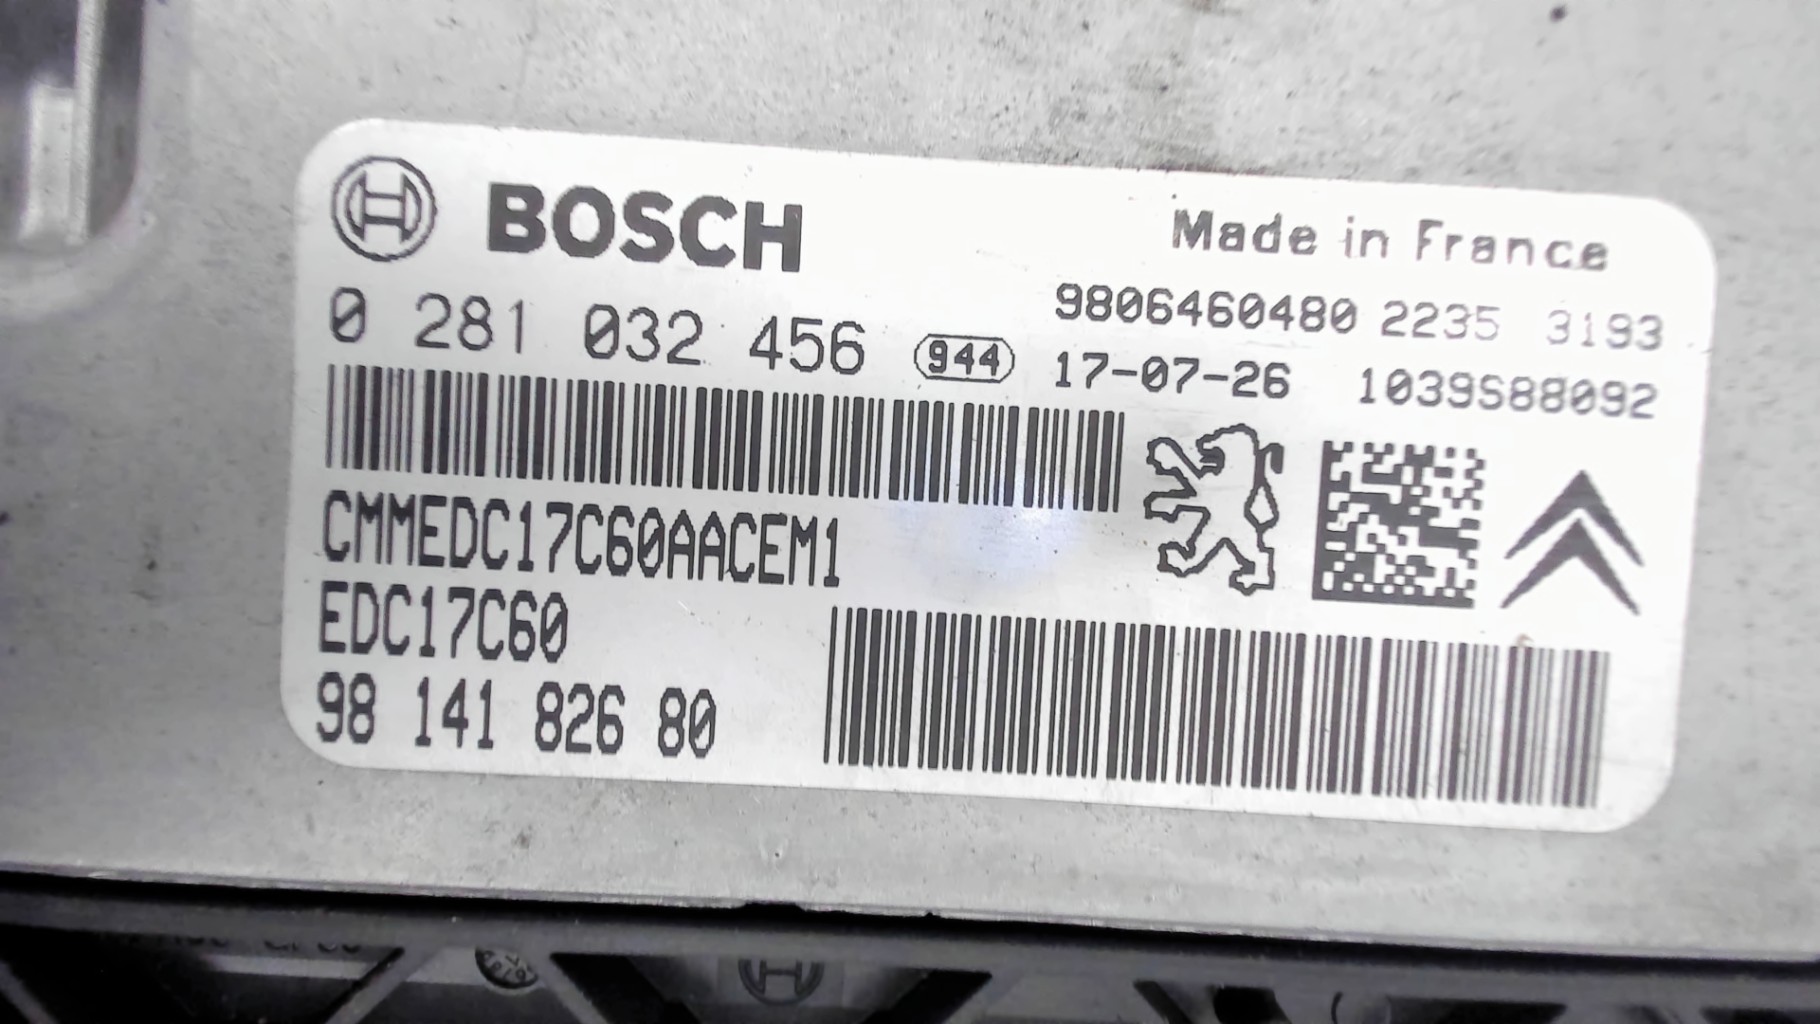 BOSCH
Made in France
9806460480 2235 3193
0 281 032 456 944 17-07-26 1039S88092
CMMEDC17C60AACEM1
EDC17C60
98 141 826 80